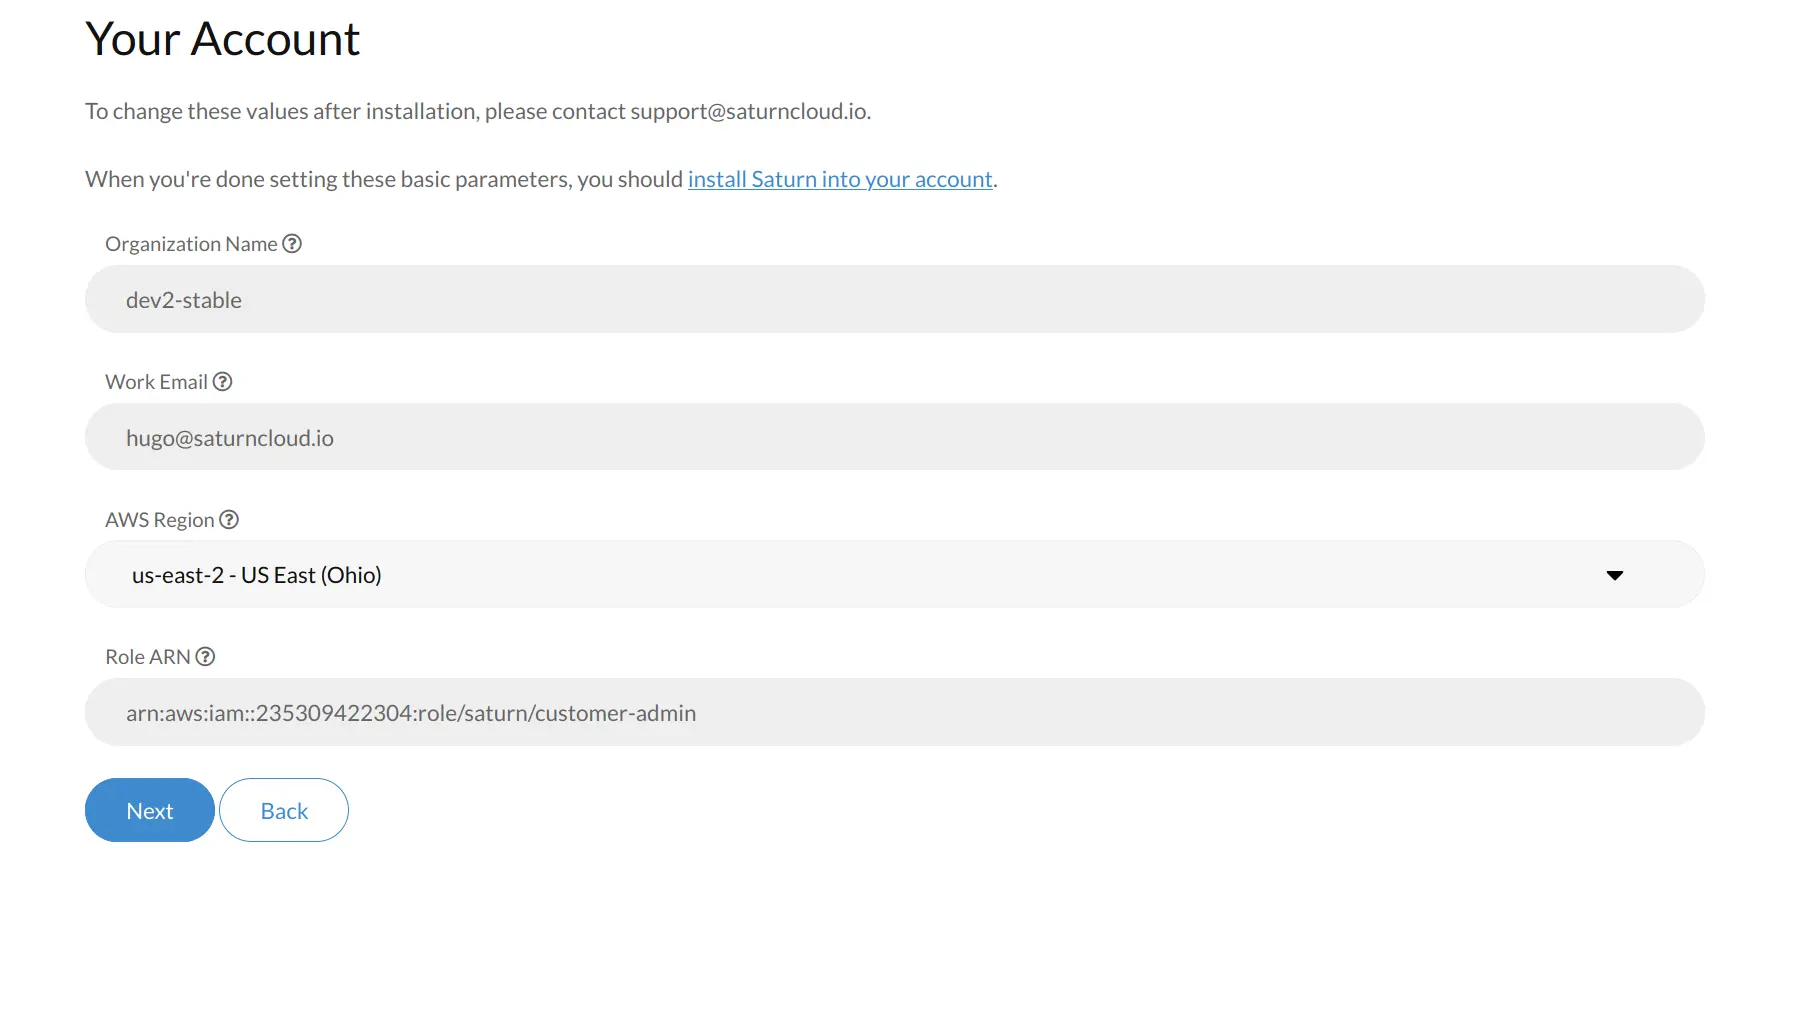 Your Account
To change these values after installation, please contact support@saturncloud.io.
When you're done setting these basic parameters, you should install Saturn into your account.
Organization Name
dev2-stable
Work Email
hugo@saturncloud.io
AWS Region
us-east-2 - US East (Ohio)
Role ARN
arn:aws:iam::235309422304:role/saturn/customer-admin
Next Back